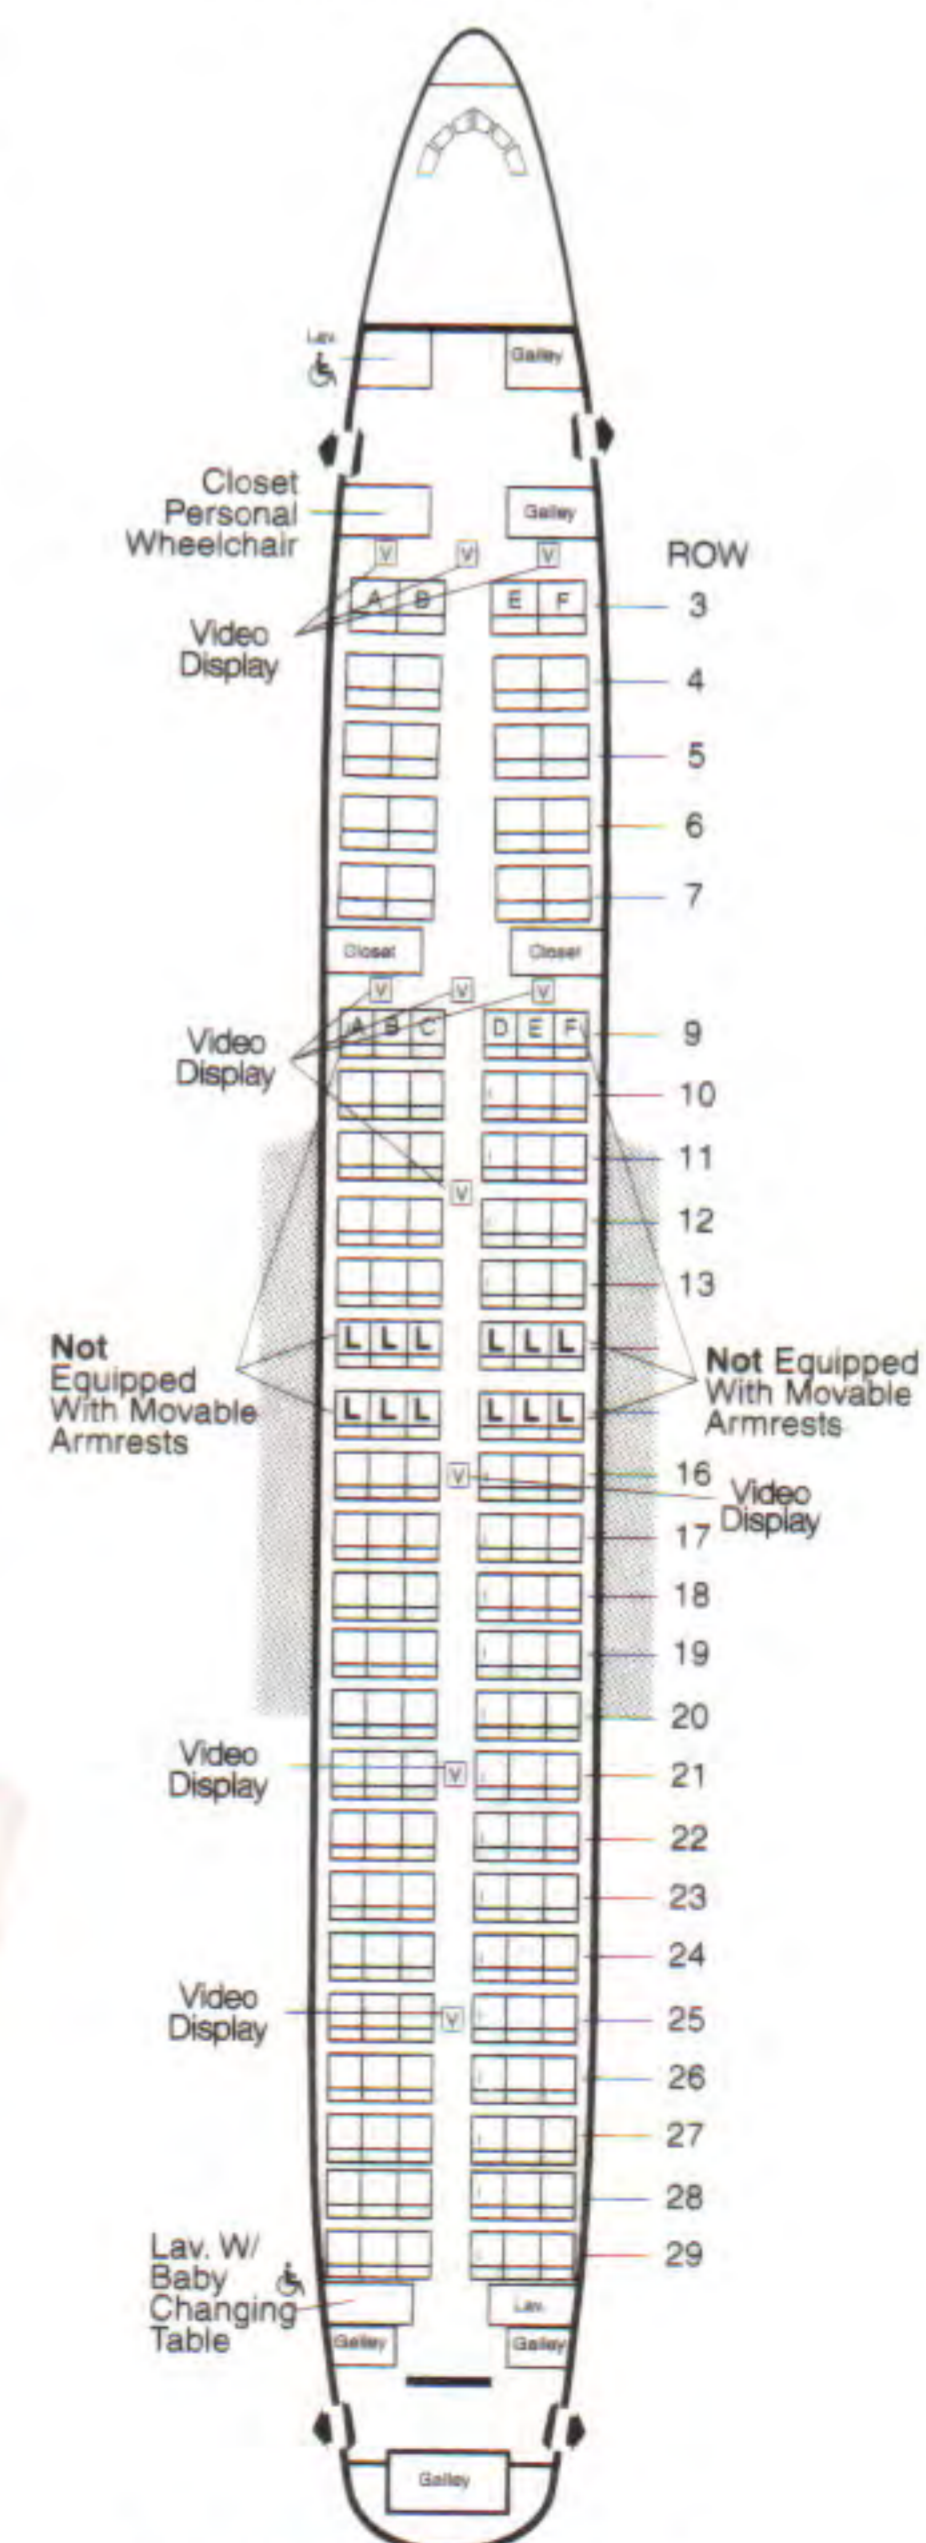 Lav.
Galley
Closet
Personal
Wheelchair
Galley
V V V
ROW
A B E F
3
Video
Display
4
5
6
7
Closet
Closet
V V V
A B C D E F
9
Video
Display
10
11
V
12
13
L L L L L L
Not
Equipped
With Movable
Armrests
Not Equipped
With Movable
Armrests
L L L L L L
V
16
Video
Display
17
18
19
20
Video
Display
V
21
22
23
24
Video
Display
V
25
26
27
28
29
Lav. W/
Baby
Changing
Table
Lav.
Galley
Galley
Galley